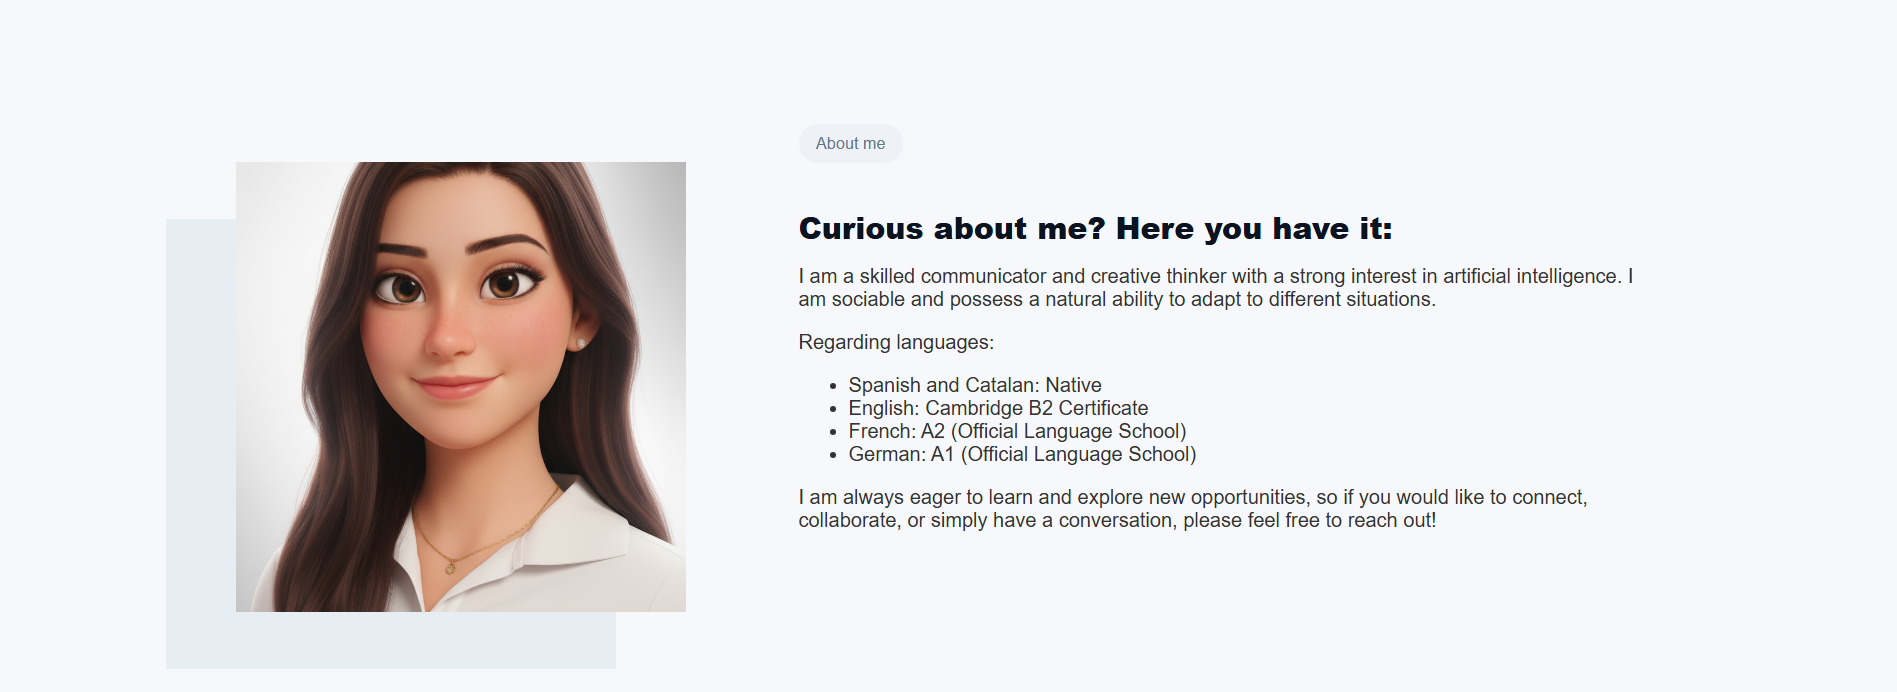 About me
Curious about me? Here you have it:
I am a skilled communicator and creative thinker with a strong interest in artificial intelligence. I
am sociable and possess a natural ability to adapt to different situations.
Regarding languages:
• Spanish and Catalan: Native
• English: Cambridge B2 Certificate
• French: A2 (Official Language School)
• German: A1 (Official Language School)
I am always eager to learn and explore new opportunities, so if you would like to connect,
collaborate, or simply have a conversation, please feel free to reach out!